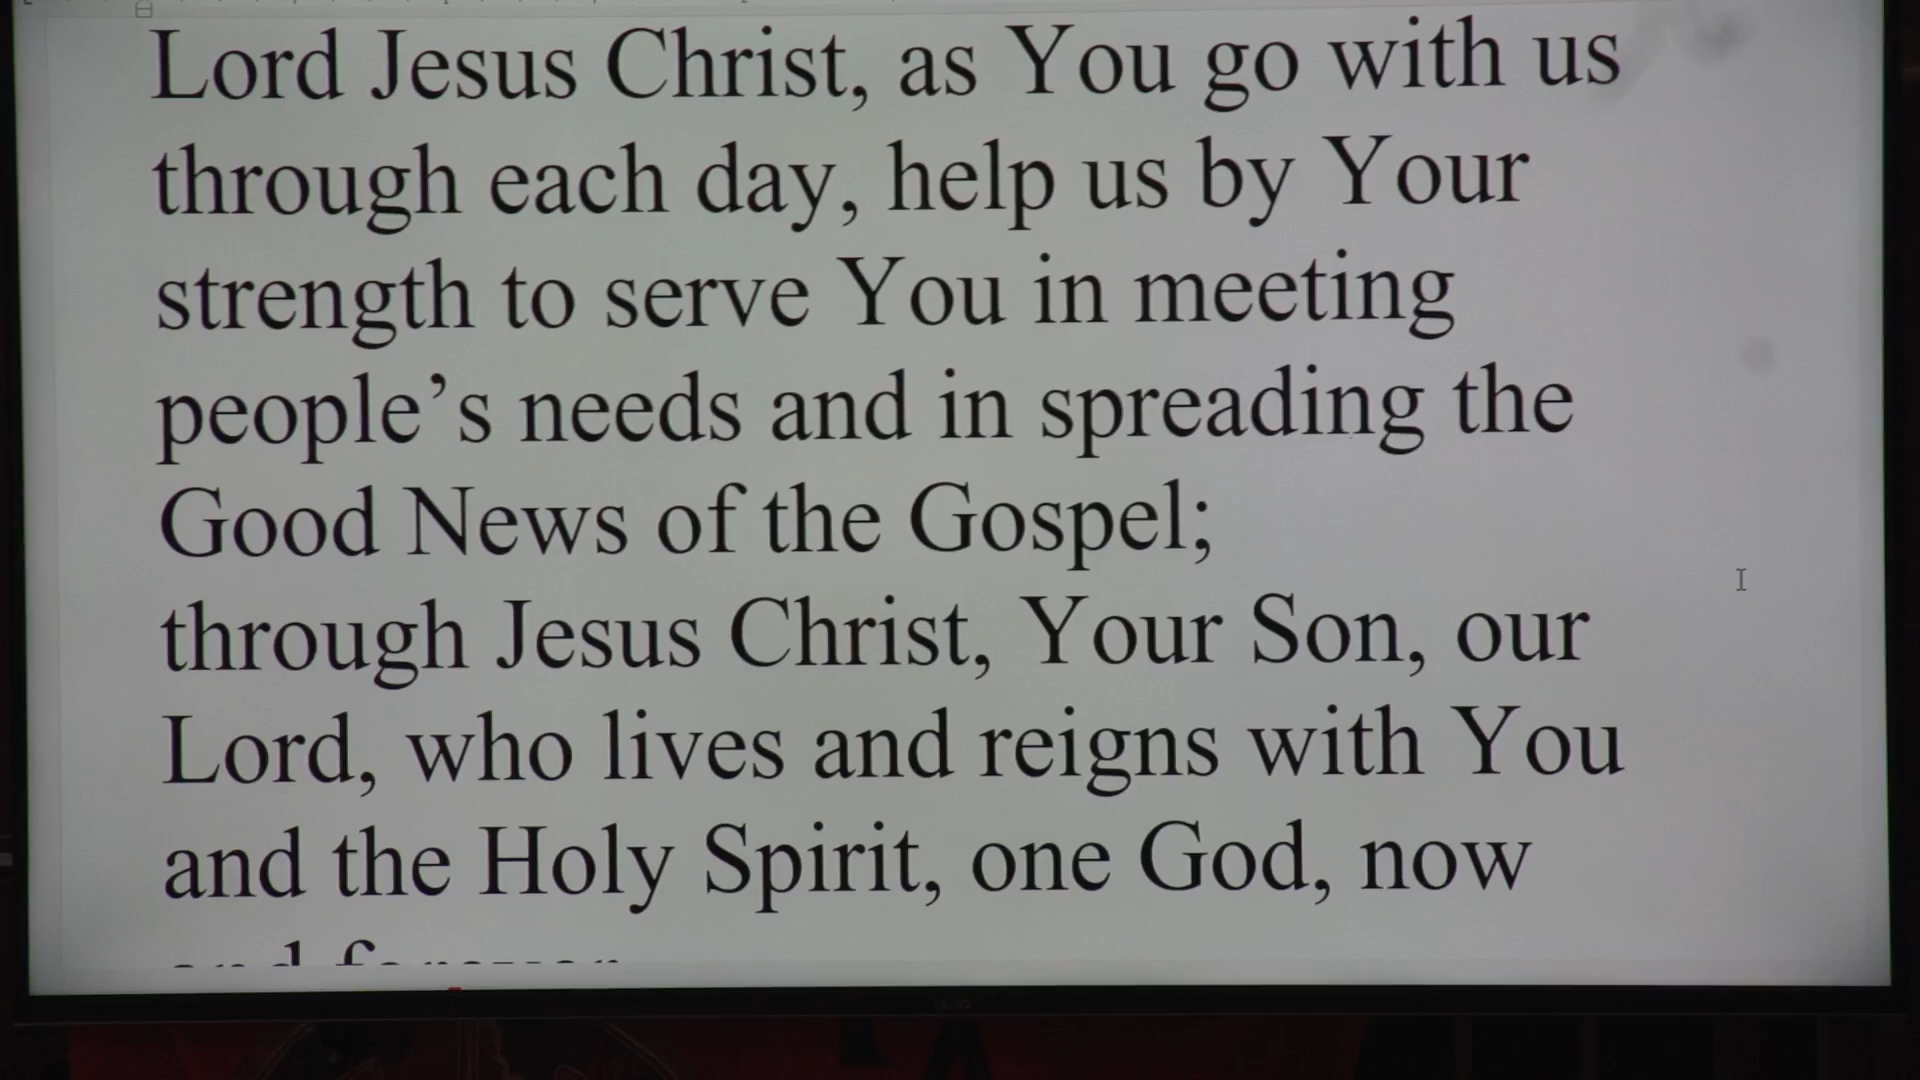 Lord Jesus Christ, as You go with us
through each day, help us by Your
strength to serve You in meeting
people’s needs and in spreading the
Good News of the Gospel;
through Jesus Christ, Your Son, our
Lord, who lives and reigns with You
and the Holy Spirit, one God, now